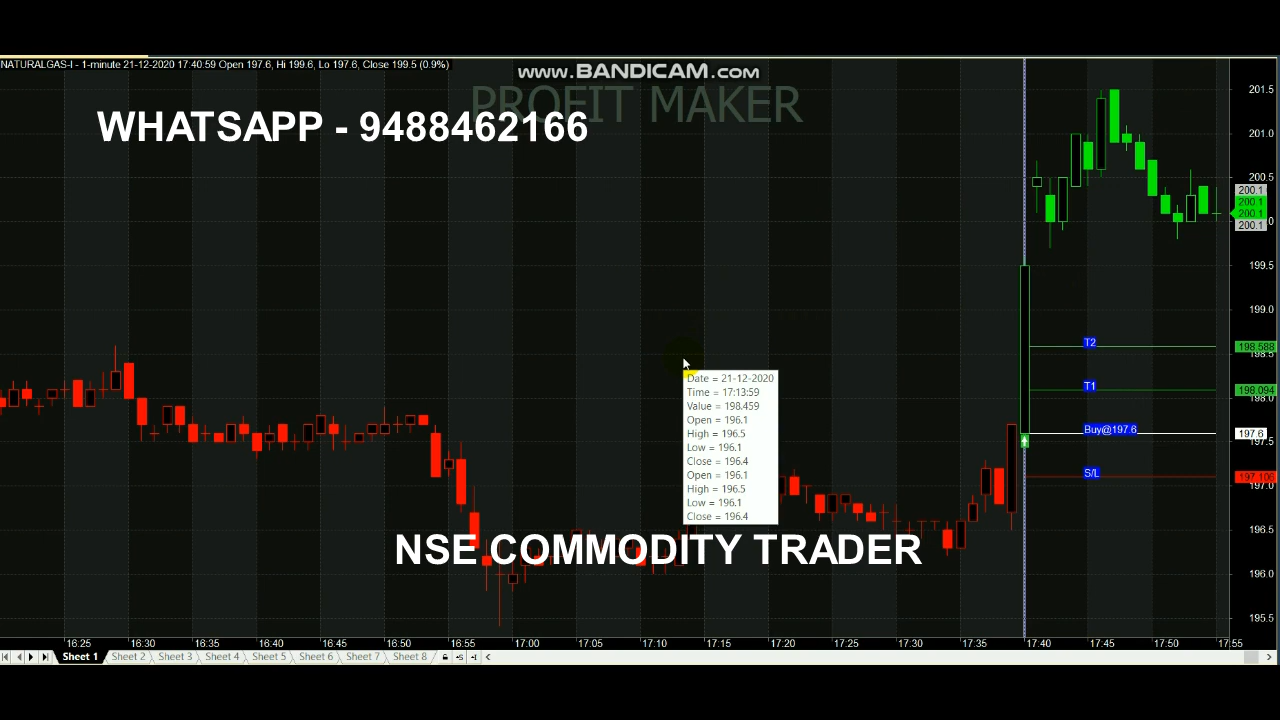 www.BANDICAM.com
NATURALGAS-I - 1-minute 21-12-2020 17:40:59 Open 197.6, Hi 199.6, Lo 197.6, Close 199.5 (0.9%)
PROFIT MAKER
WHATSAPP - 9488462166
201.5
201.0
200.5
200.1
200.1
200.1
200.1
199.5
199.0
T2
198.588
198.5
T1
198.094
198.0
Buy@197.6
197.6
197.5
S/L
197.106
197.0
196.5
196.0
195.5
Date = 21-12-2020
Time = 17:13:59
Value = 198.459
Open = 196.1
High = 196.5
Low = 196.1
Close = 196.4
Open = 196.1
High = 196.5
Low = 196.1
Close = 196.4
NSE COMMODITY TRADER
16:25 16:30 16:35 16:40 16:45 16:50 16:55 17:00 17:05 17:10 17:15 17:20 17:25 17:30 17:35 17:40 17:45 17:50 17:55
Sheet 1 Sheet 2 Sheet 3 Sheet 4 Sheet 5 Sheet 6 Sheet 7 Sheet 8